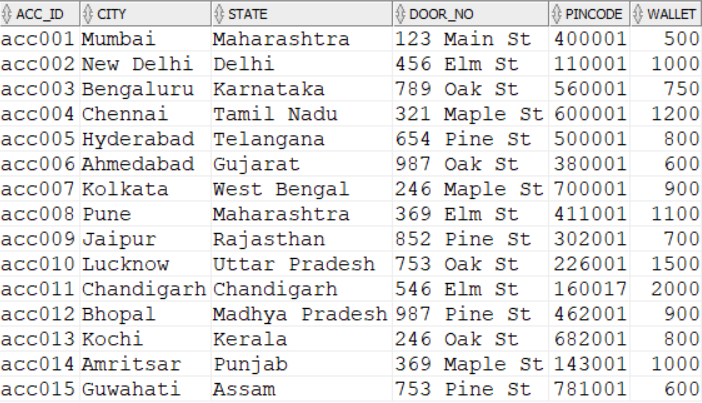 ACC_ID CITY STATE DOOR_NO PINCODE WALLET
acc001 Mumbai Maharashtra 123 Main St 400001 500
acc002 New Delhi Delhi 456 Elm St 110001 1000
acc003 Bengaluru Karnataka 789 Oak St 560001 750
acc004 Chennai Tamil Nadu 321 Maple St 600001 1200
acc005 Hyderabad Telangana 654 Pine St 500001 800
acc006 Ahmedabad Gujarat 987 Oak St 380001 600
acc007 Kolkata West Bengal 246 Maple St 700001 900
acc008 Pune Maharashtra 369 Elm St 411001 1100
acc009 Jaipur Rajasthan 852 Pine St 302001 700
acc010 Lucknow Uttar Pradesh 753 Oak St 226001 1500
acc011 Chandigarh Chandigarh 546 Elm St 160017 2000
acc012 Bhopal Madhya Pradesh 987 Pine St 462001 900
acc013 Kochi Kerala 246 Oak St 682001 800
acc014 Amritsar Punjab 369 Maple St 143001 1000
acc015 Guwahati Assam 753 Pine St 781001 600